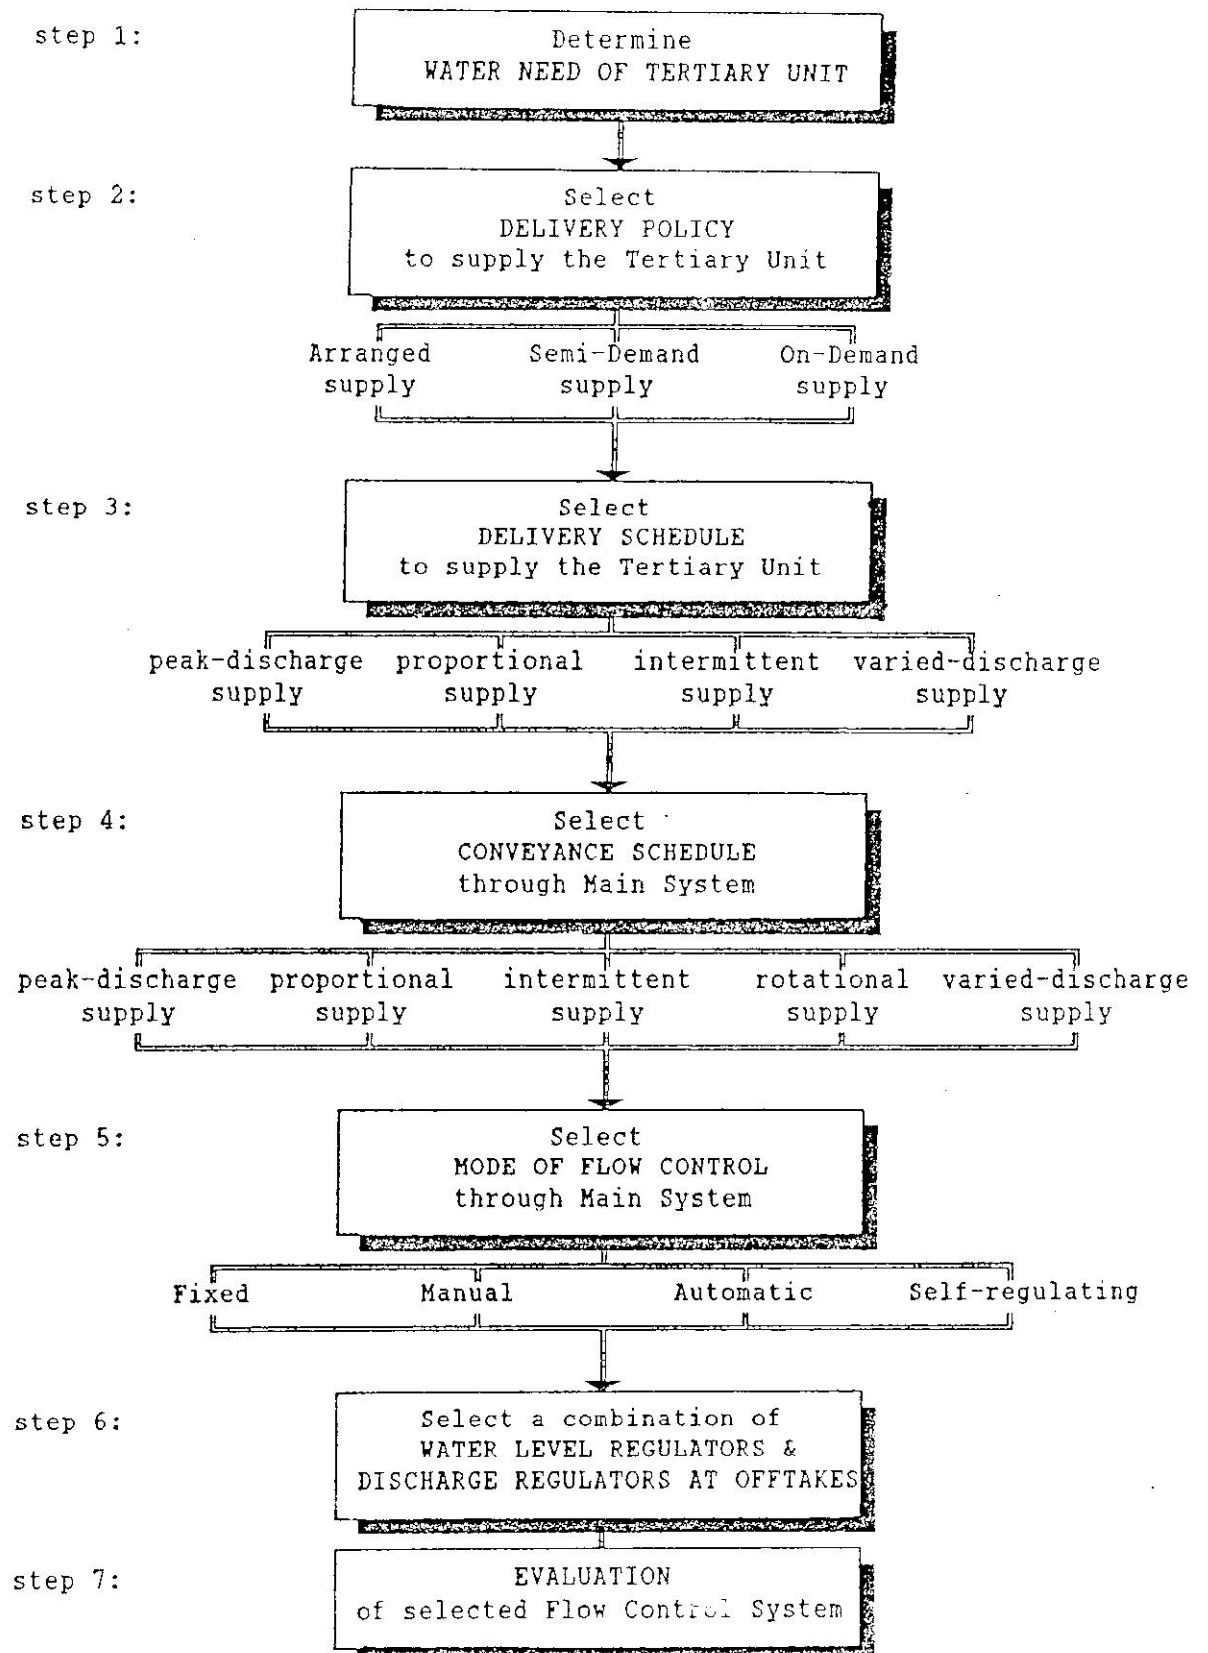 step 1:
Determine
WATER NEED OF TERTIARY UNIT
step 2:
Select
DELIVERY POLICY
to supply the Tertiary Unit
Arranged Semi-Demand On-Demand
supply supply supply
step 3:
Select
DELIVERY SCHEDULE
to supply the Tertiary Unit
peak-discharge proportional intermittent varied-discharge
supply supply supply supply
step 4:
Select
CONVEYANCE SCHEDULE
through Main System
peak-discharge proportional intermittent rotational varied-discharge
supply supply supply supply supply
step 5:
Select
MODE OF FLOW CONTROL
through Main System
Fixed Manual Automatic Self-regulating
step 6:
Select a combination of
WATER LEVEL REGULATORS &
DISCHARGE REGULATORS AT OFFTAKES
step 7:
EVALUATION
of selected Flow Control System